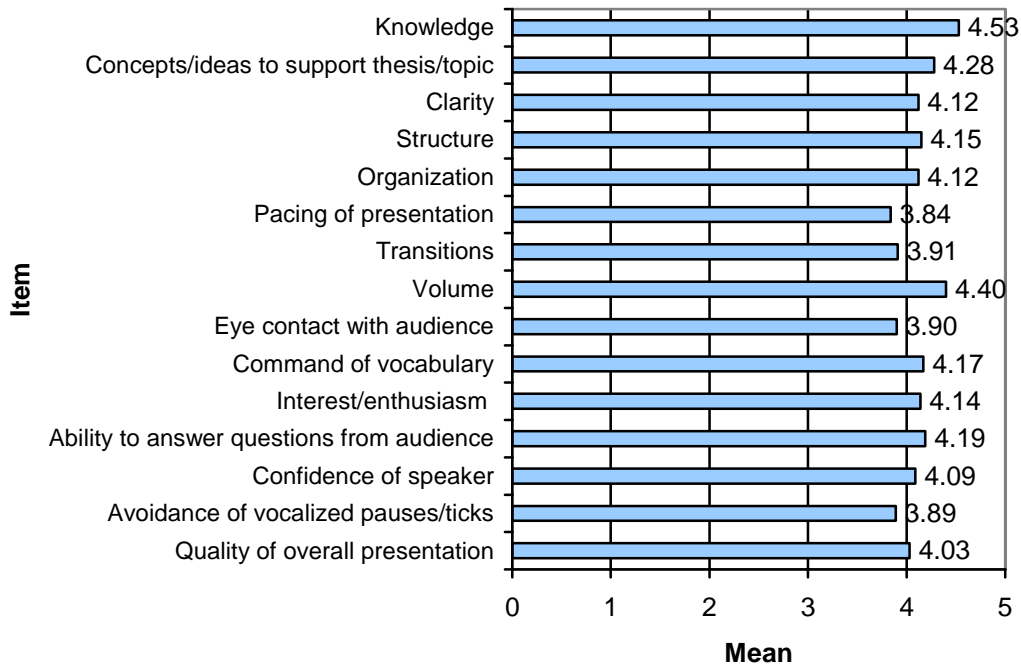 Knowledge 4.53
Concepts/ideas to support thesis/topic 4.28
Clarity 4.12
Structure 4.15
Organization 4.12
Pacing of presentation 3.84
Transitions 3.91
Volume 4.40
Eye contact with audience 3.90
Command of vocabulary 4.17
Interest/enthusiasm 4.14
Ability to answer questions from audience 4.19
Confidence of speaker 4.09
Avoidance of vocalized pauses/ticks 3.89
Quality of overall presentation 4.03
Item
0 1 2 3 4 5
Mean